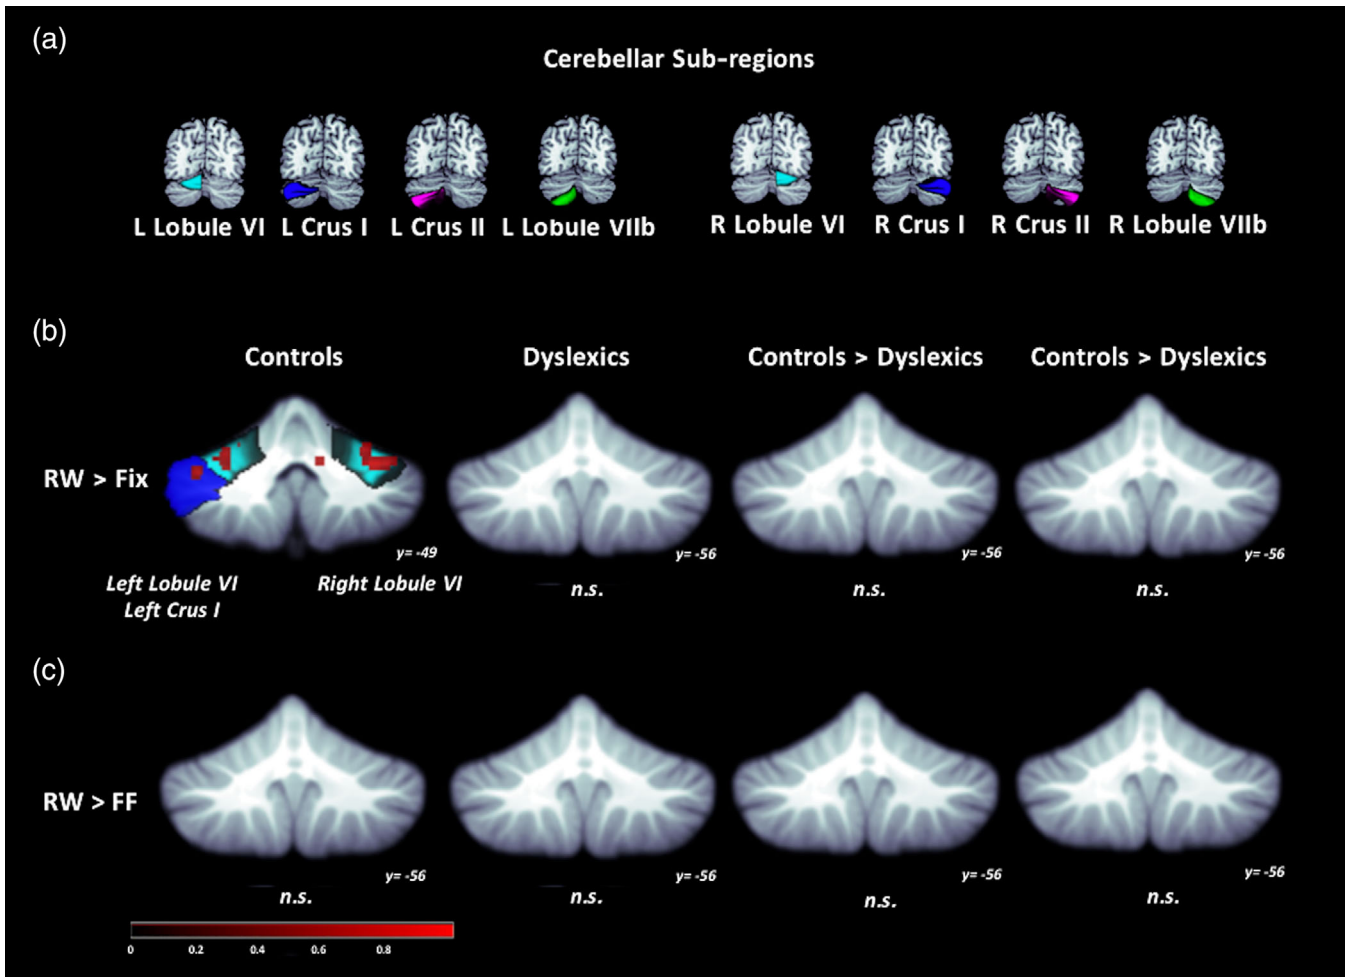 (a)
Cerebellar Sub-regions
L Lobule VI L Crus I L Crus II L Lobule VIIb R Lobule VI R Crus I R Crus II R Lobule VIIb
(b)
Controls Dyslexics Controls > Dyslexics Controls > Dyslexics
RW > Fix
y= -49 y= -56 y= -56 y= -56
Left Lobule VI Right Lobule VI n.s. n.s. n.s.
Left Crus I
(c)
RW > FF
y= -56 y= -56 y= -56 y= -56
n.s. n.s. n.s. n.s.
0 0.2 0.4 0.6 0.8